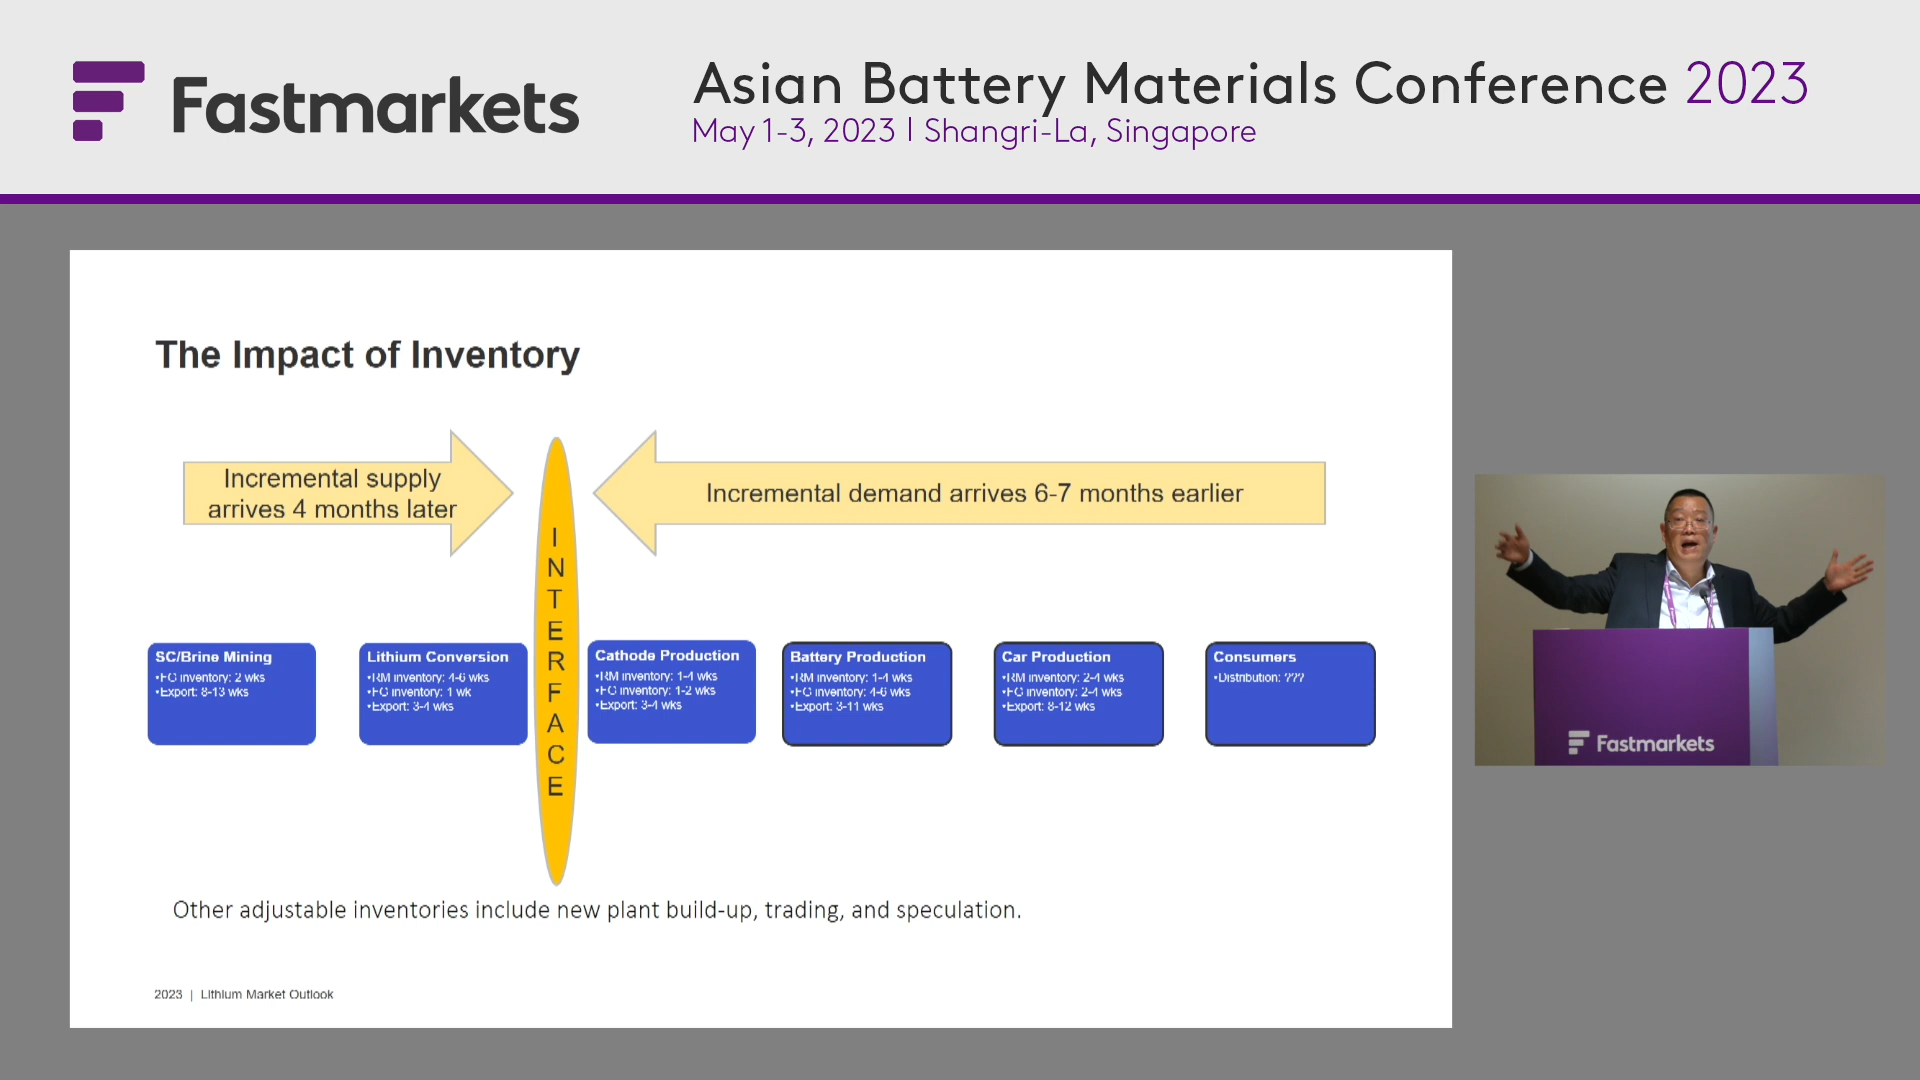 Fastmarkets
Asian Battery Materials Conference 2023
May 1-3, 2023 | Shangri-La, Singapore
The Impact of Inventory
Incremental supply
arrives 4 months later
Incremental demand arrives 6-7 months earlier
INTERFACE
SC/Brine Mining
•FG inventory: 2 wks
•Export: 8-13 wks
Lithium Conversion
•RM inventory: 4-6 wks
•FG inventory: 1 wk
•Export: 3-4 wks
Cathode Production
•RM inventory: 1-4 wks
•FG inventory: 1-2 wks
•Export: 3-4 wks
Battery Production
•RM inventory: 1-4 wks
•FG inventory: 4-6 wks
•Export: 3-11 wks
Car Production
•RM inventory: 2-4 wks
•FG inventory: 2-4 wks
•Export: 8-12 wks
Consumers
•Distribution: ???
Other adjustable inventories include new plant build-up, trading, and speculation.
2023 | Lithium Market Outlook
Fastmarkets